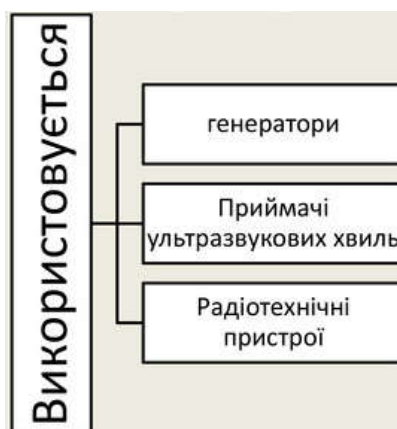 Використовується
генератори
Приймачі
ультразвукових хвиль
Радіотехнічні
пристрої